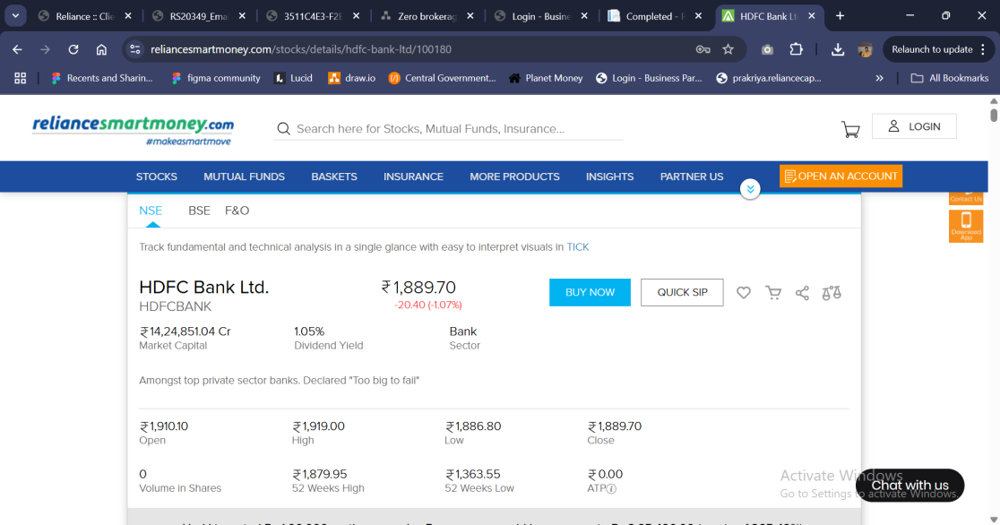 Reliance :: Clie
RS20349_Emai
3511C4E3-F2E
Zero brokerag
Login - Busine
Completed - R
HDFC Bank Lt
reliancesmartmoney.com/stocks/details/hdfc-bank-ltd/100180
Relaunch to update
Recents and Sharin...
figma community
Lucid
draw.io
Central Government...
Planet Money
Login - Business Par...
prakriya.reliancecap...
»
All Bookmarks
reliancesmartmoney.com
#makeasmartmove
Search here for Stocks, Mutual Funds, Insurance...
LOGIN
STOCKS MUTUAL FUNDS BASKETS INSURANCE MORE PRODUCTS INSIGHTS PARTNER US OPEN AN ACCOUNT
Contact Us
Download
App
NSE BSE F&O
Track fundamental and technical analysis in a single glance with easy to interpret visuals in TICK
HDFC Bank Ltd. ₹1,889.70 BUY NOW QUICK SIP
HDFCBANK -20.40 (-1.07%)
₹14,24,851.04 Cr 1.05% Bank
Market Capital Dividend Yield Sector
Amongst top private sector banks. Declared "Too big to fail"
₹1,910.10 ₹1,919.00 ₹1,886.80 ₹1,889.70
Open High Low Close
0 ₹1,879.95 ₹1,363.55 ₹0.00
Volume in Shares 52 Weeks High 52 Weeks Low ATP
Activate Windows
Go to Settings to activate Windows.
Chat with us